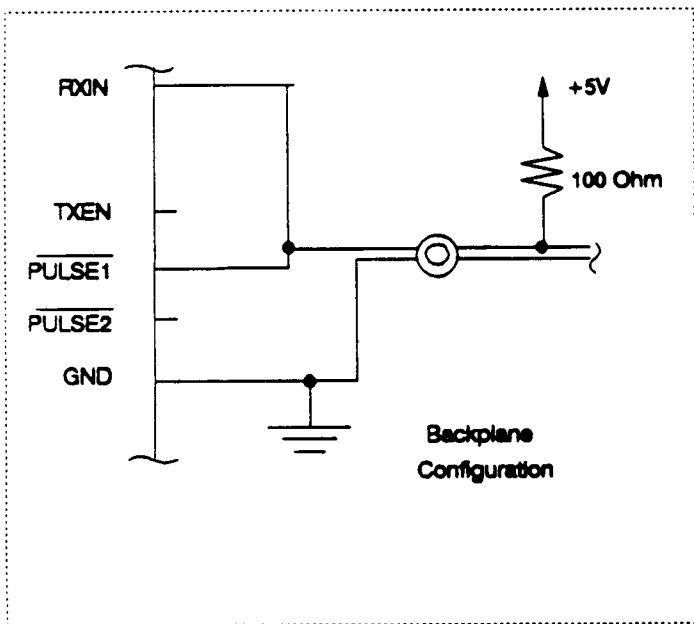 RXIN
+5V
100 Ohm
TXEN
PULSE1
PULSE2
GND
Backplane
Configuration